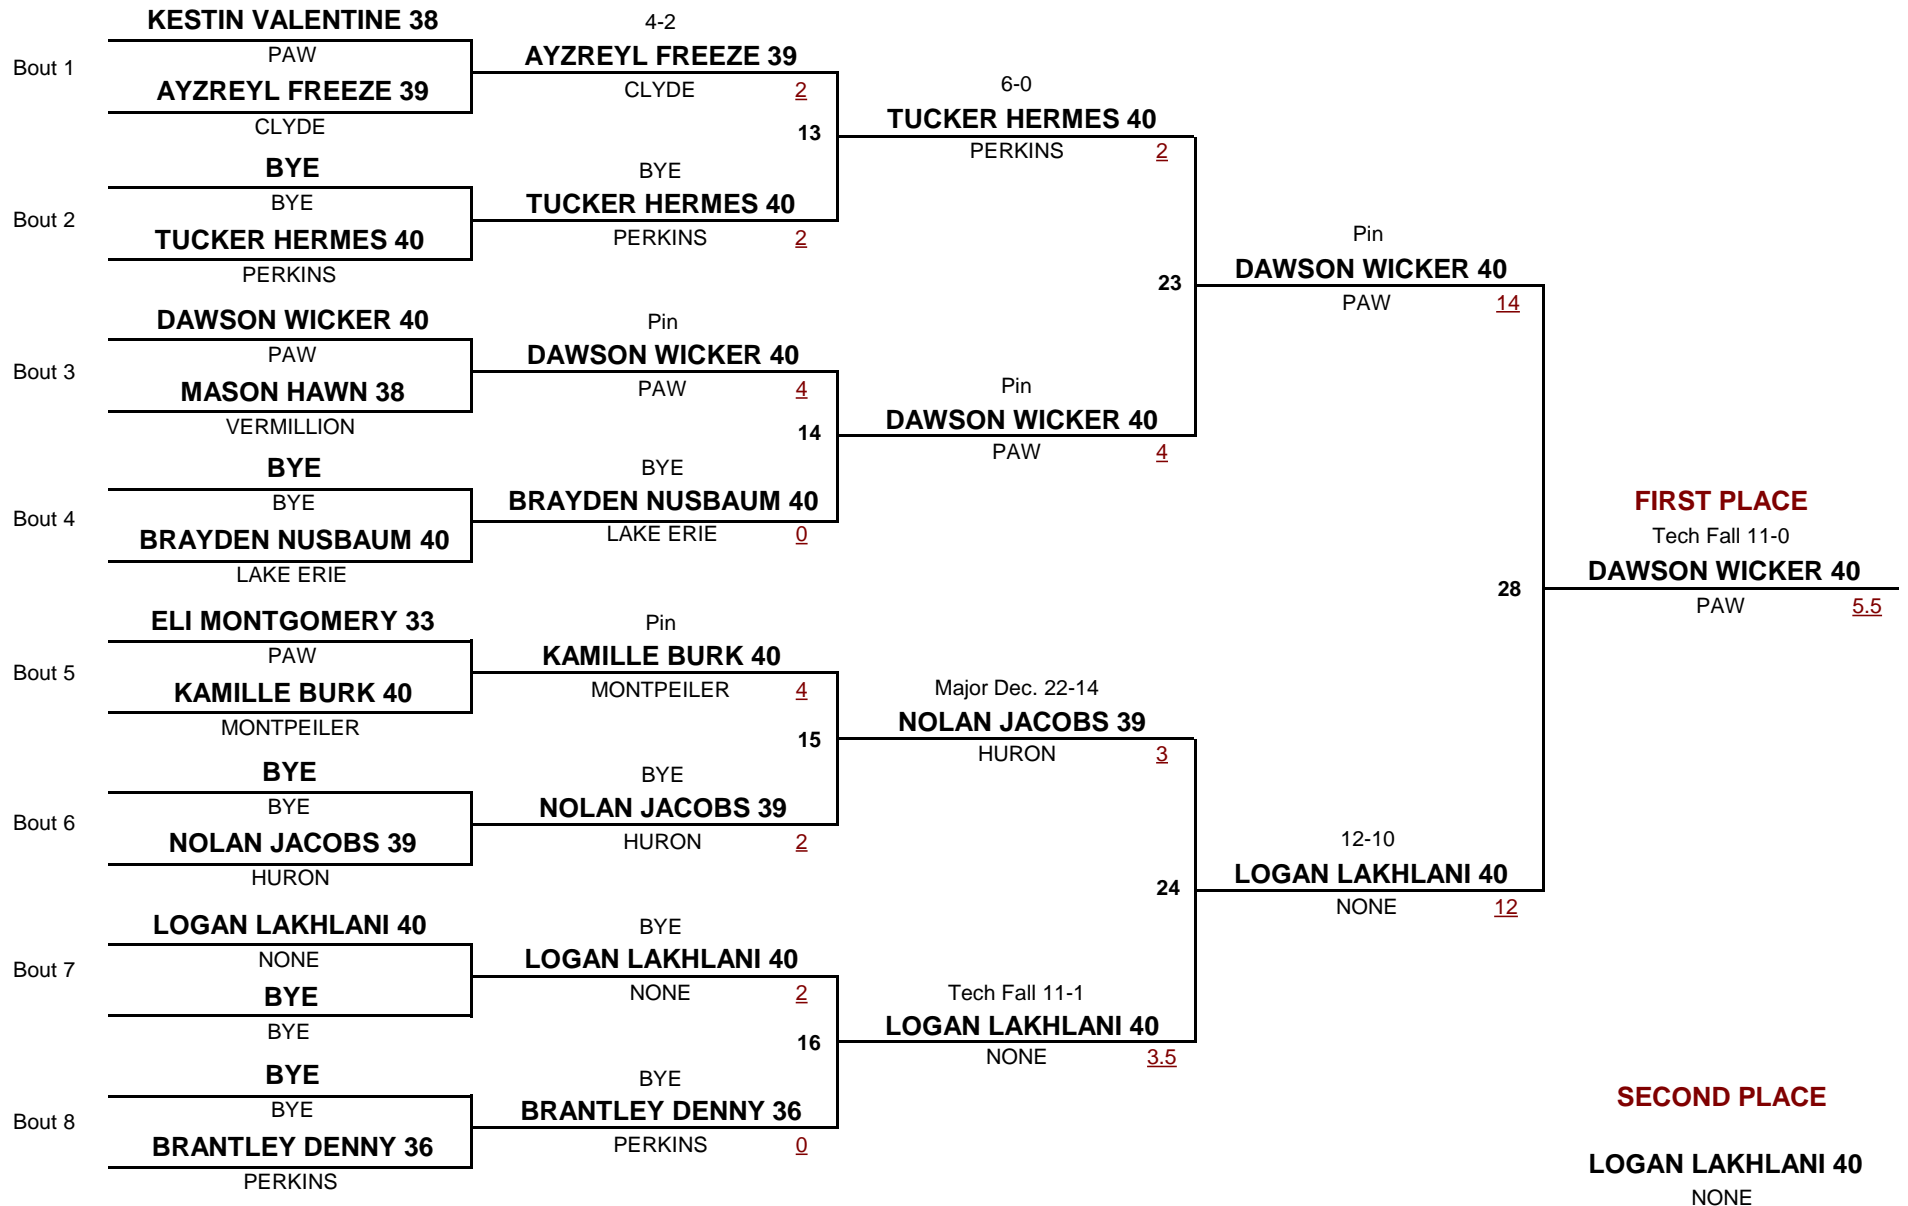 KESTIN VALENTINE 38
PAW
Bout 1
AYZREYL FREEZE 39
CLYDE
BYE
BYE
Bout 2
TUCKER HERMES 40
PERKINS
DAWSON WICKER 40
PAW
Bout 3
MASON HAWN 38
VERMILLION
BYE
BYE
Bout 4
BRAYDEN NUSBAUM 40
LAKE ERIE
ELI MONTGOMERY 33
PAW
Bout 5
KAMILLE BURK 40
MONTPEILER
BYE
BYE
Bout 6
NOLAN JACOBS 39
HURON
LOGAN LAKHLANI 40
NONE
Bout 7
BYE
BYE
BYE
BYE
Bout 8
BRANTLEY DENNY 36
PERKINS
4-2
AYZREYL FREEZE 39
CLYDE 2
13
BYE
TUCKER HERMES 40
PERKINS 2
Pin
DAWSON WICKER 40
PAW 4
14
BYE
BRAYDEN NUSBAUM 40
LAKE ERIE 0
Pin
KAMILLE BURK 40
MONTPEILER 4
15
BYE
NOLAN JACOBS 39
HURON 2
BYE
LOGAN LAKHLANI 40
NONE 2
16
BYE
BRANTLEY DENNY 36
PERKINS 0
6-0
TUCKER HERMES 40
PERKINS 2
23
Pin
DAWSON WICKER 40
PAW 4
Major Dec. 22-14
NOLAN JACOBS 39
HURON 3
24
Tech Fall 11-1
LOGAN LAKHLANI 40
NONE 3.5
Pin
DAWSON WICKER 40
PAW 14
28
12-10
LOGAN LAKHLANI 40
NONE 12
FIRST PLACE
Tech Fall 11-0
DAWSON WICKER 40
PAW 5.5
SECOND PLACE
LOGAN LAKHLANI 40
NONE